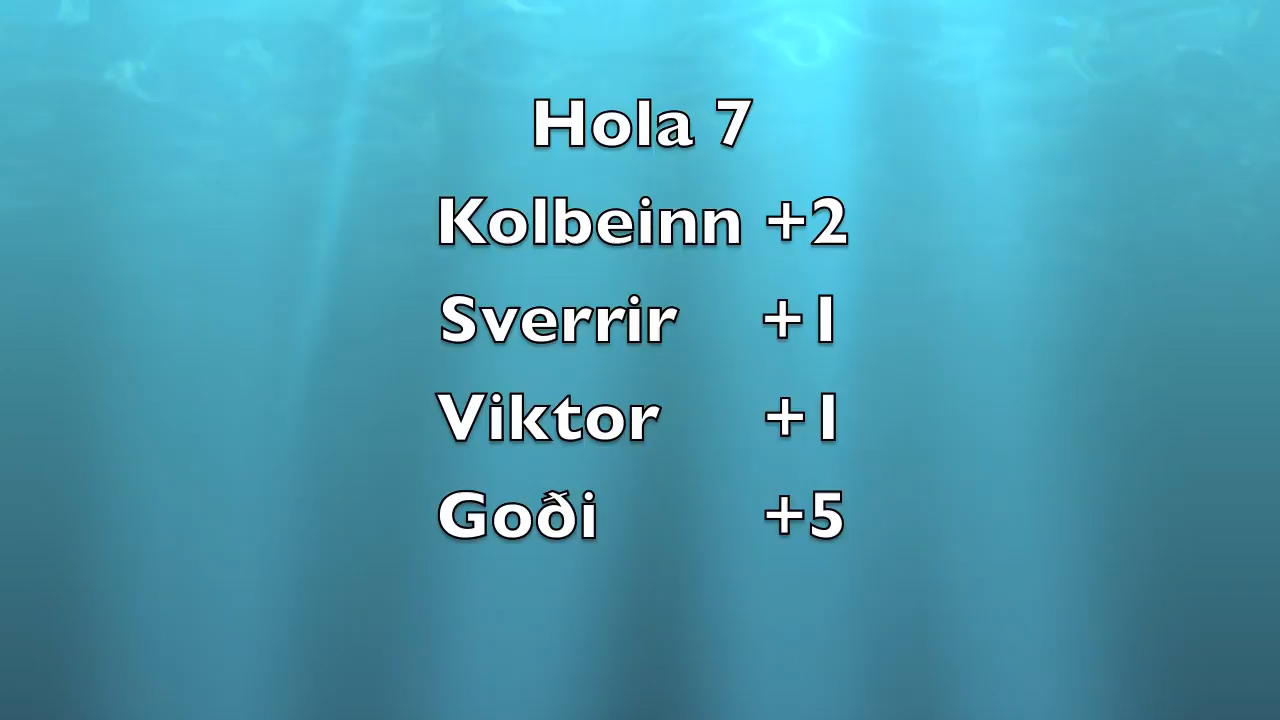 Hola 7
Kolbeinn +2
Sverrir +1
Viktor +1
Goði +5